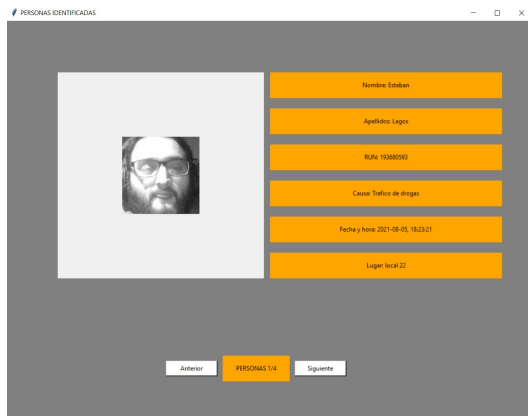 PERSONAS IDENTIFICADAS
Nombre: Esteban
Apellidos: Lagos
RUN: 193680593
Causa: Trafico de drogas
Fecha y hora: 2021-08-05, 18:23:21
Lugar: local 22
Anterior
PERSONAS 1/4
Siguiente